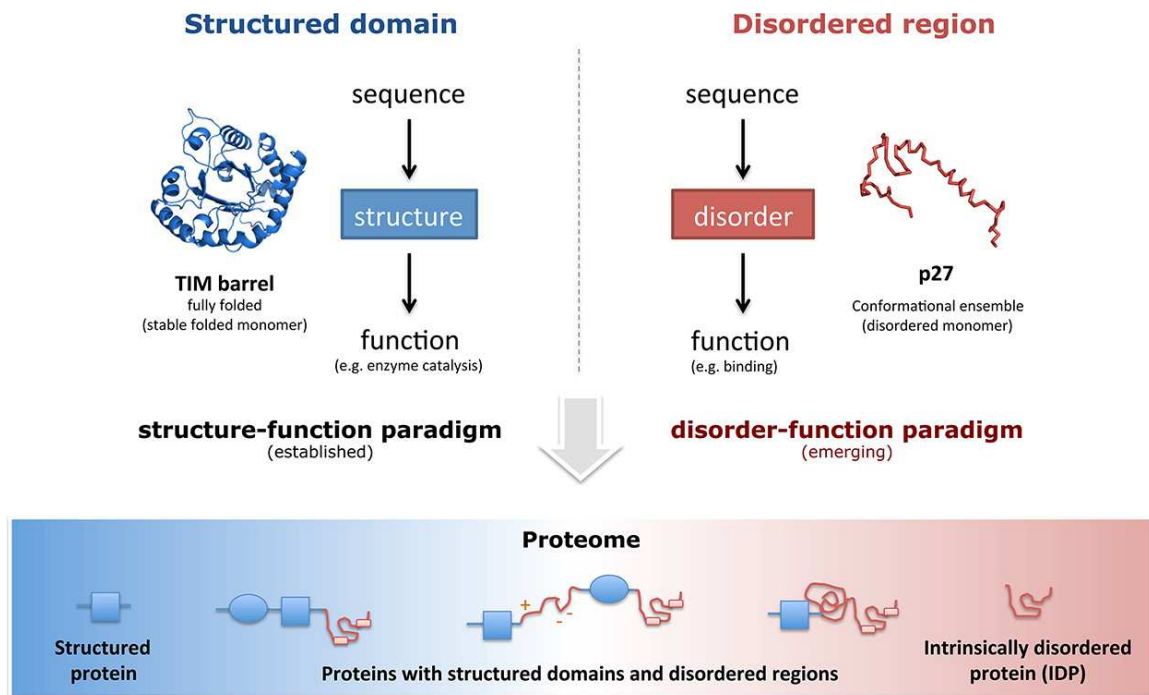 Structured domain
Disordered region
sequence
structure
function
(e.g. enzyme catalysis)
TIM barrel
fully folded
(stable folded monomer)
sequence
disorder
function
(e.g. binding)
p27
Conformational ensemble
(disordered monomer)
structure-function paradigm
(established)
disorder-function paradigm
(emerging)
Proteome
+
-
-
Structured
protein
Proteins with structured domains and disordered regions
Intrinsically disordered
protein (IDP)